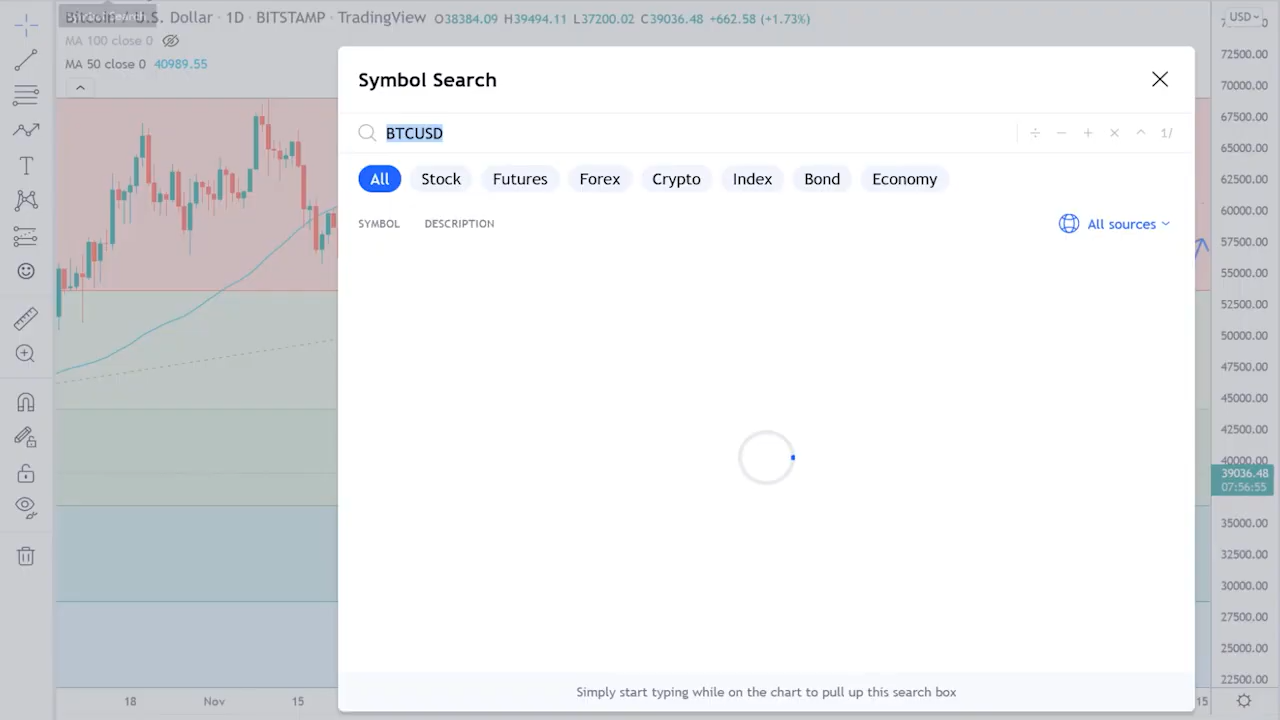 Bitcoin / U.S. Dollar · 1D · BITSTAMP · TradingView O38384.09 H39494.11 L37200.02 C39036.48 +662.58 (+1.73%)
USD
MA 100 close 0
MA 50 close 0 40989.55
72500.00
70000.00
67500.00
65000.00
62500.00
60000.00
57500.00
55000.00
52500.00
50000.00
47500.00
45000.00
42500.00
40000.00
39036.48
07:56:55
35000.00
32500.00
30000.00
27500.00
25000.00
22500.00
Symbol Search
BTCUSD
÷ − + × ^ 1/
All Stock Futures Forex Crypto Index Bond Economy
SYMBOL DESCRIPTION All sources
Simply start typing while on the chart to pull up this search box
18 Nov 15 15